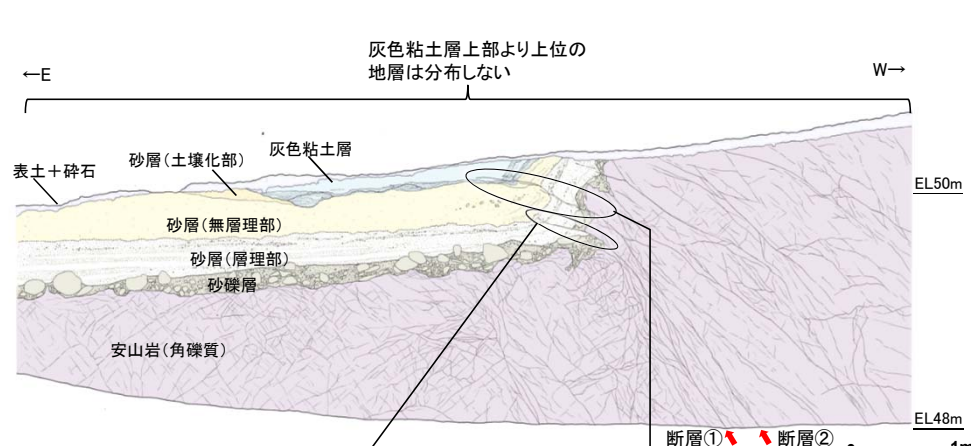 灰色粘土層上部より上位の
地層は分布しない
←E
W→
灰色粘土層
砂層(土壌化部)
表土＋砕石
EL50m
砂層(無層理部)
砂層(層理部)
砂礫層
安山岩(角礫質)
EL48m
断層①
断層②
1m